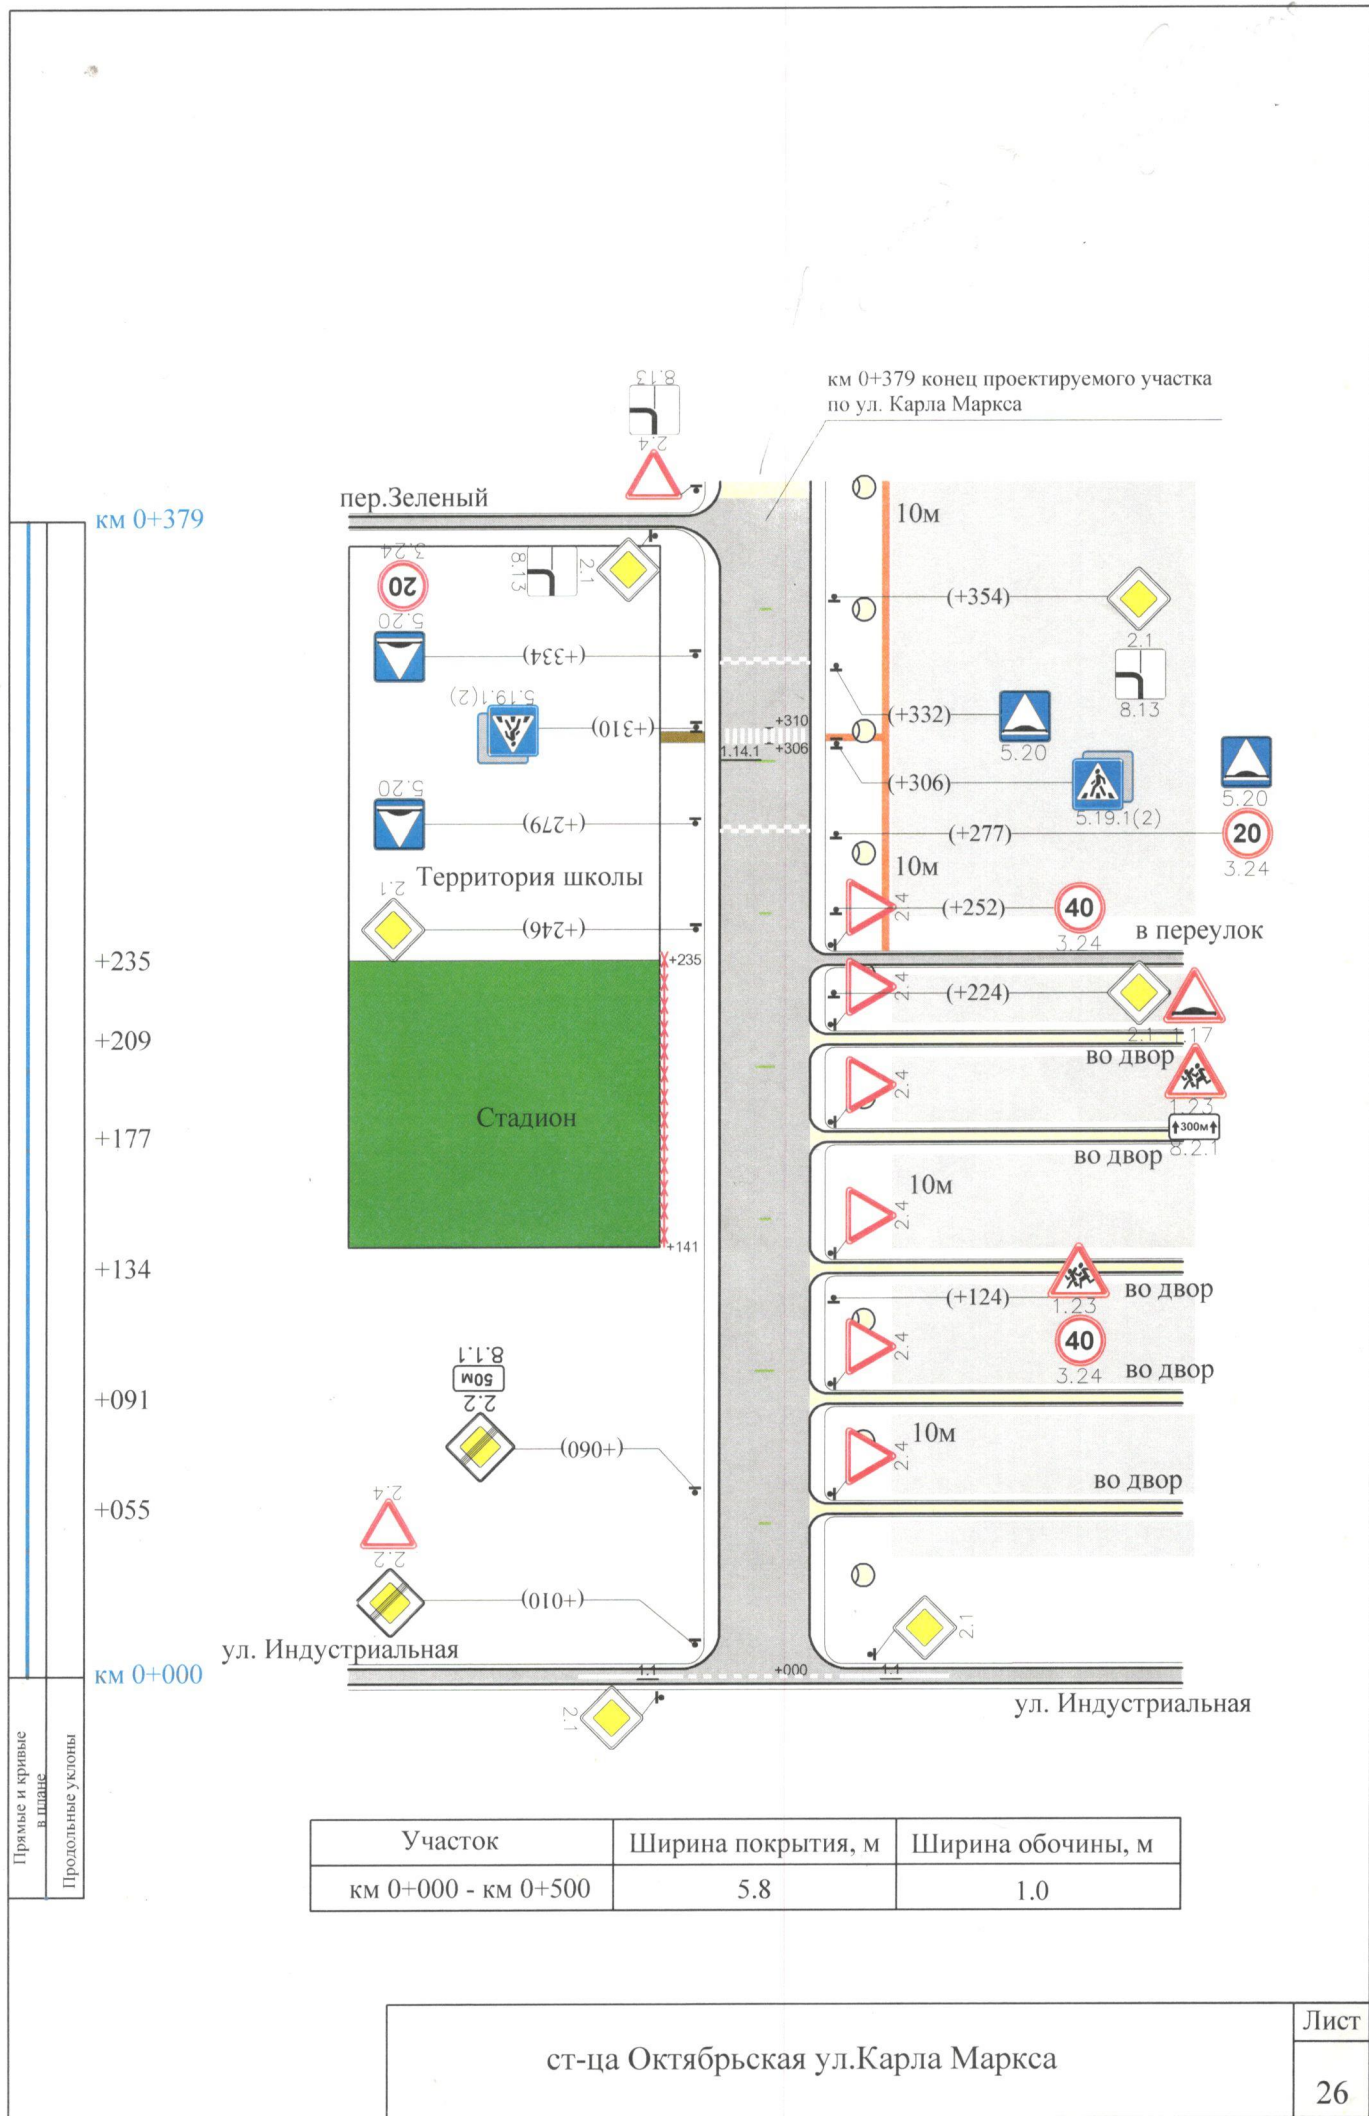 км 0+379 конец проектируемого участка
по ул. Карла Маркса
8.13
2.4
пер.Зеленый
км 0+379
10м
3.24
20
5.20
8.13
2.1
(+354)
2.1
8.13
(+334)
5.19.1(2)
(+310)
+310
+306
1.14.1
(+332)
5.20
(+306)
5.19.1(2)
5.20
5.20
(+279)
(+277)
20
3.24
Территория школы
10м
2.1
(+246)
2.4
(+252)
40
3.24
в переулок
+235
+235
2.4
(+224)
2.1
1.17
+209
во двор
2.4
1.23
300м
8.2.1
Стадион
+177
во двор
10м
2.4
+141
+134
(+124)
1.23
во двор
2.4
40
3.24
во двор
8.1.1
50м
2.2
+091
10м
(+060)
2.4
во двор
+055
2.4
2.2
(+010)
2.1
ул. Индустриальная
км 0+000
1.1
+000
1.1
2.1
ул. Индустриальная
Прямые и кривые
в плане
Продольные уклоны
Участок Ширина покрытия, м Ширина обочины, м
км 0+000 - км 0+500 5.8 1.0
ст-ца Октябрьская ул.Карла Маркса
Лист
26